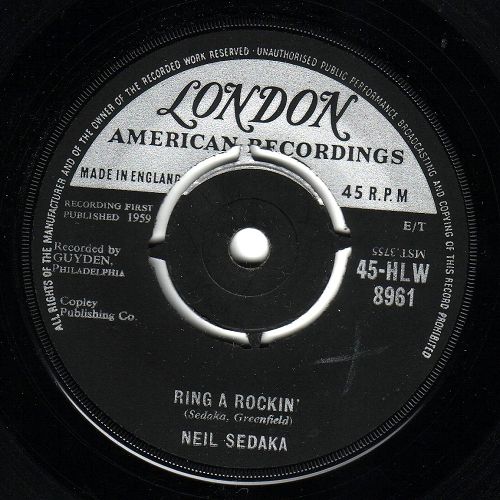 ALL RIGHTS OF THE MANUFACTURER AND OF THE OWNER OF THE RECORDED WORK RESERVED · UNAUTHORISED PUBLIC PERFORMANCE BROADCASTING AND COPYING OF THIS RECORD PROHIBITED
LONDON
AMERICAN RECORDINGS
MADE IN ENGLAND
45 R.P.M
RECORDING FIRST
PUBLISHED 1959
E/T
Recorded by
GUYDEN,
PHILADELPHIA
MST.3755
45-HLW
8961
Copley
Publishing Co.
RING A ROCKIN'
(Sedaka, Greenfield)
NEIL SEDAKA